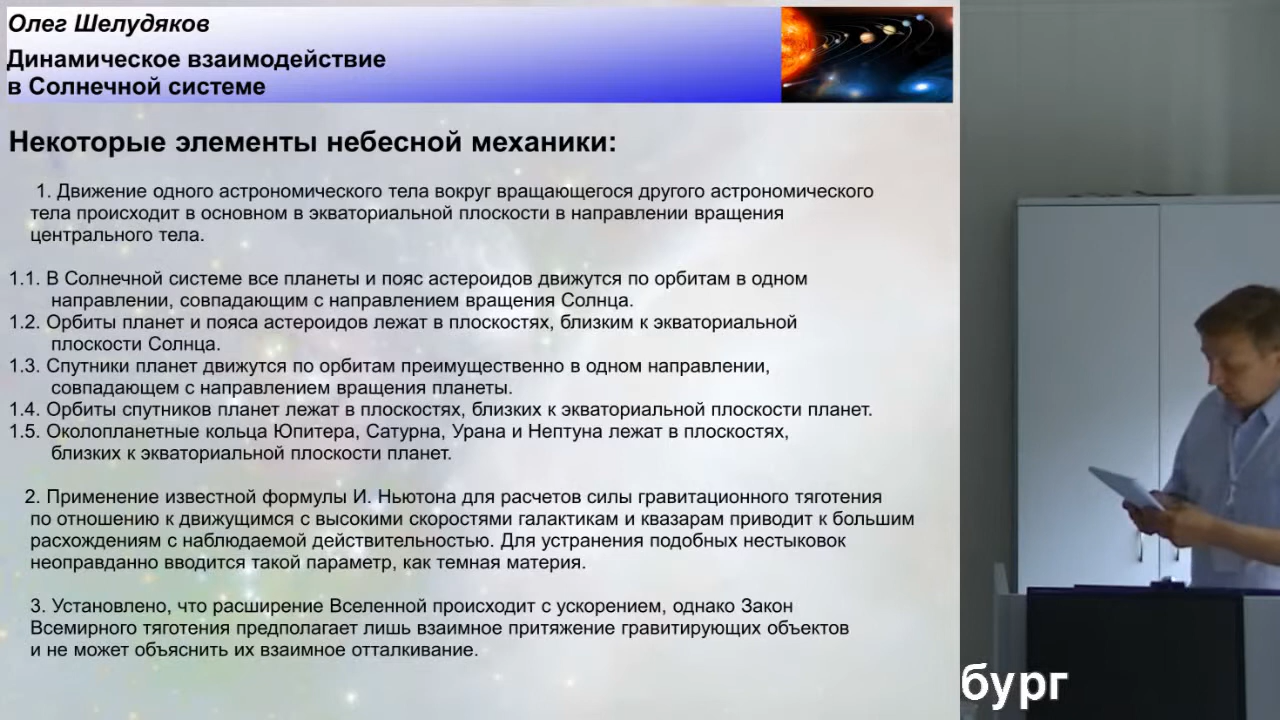 Олег Шелудяков
Динамическое взаимодействие
в Солнечной системе
Некоторые элементы небесной механики:
1. Движение одного астрономического тела вокруг вращающегося другого астрономического
тела происходит в основном в экваториальной плоскости в направлении вращения
центрального тела.
1.1. В Солнечной системе все планеты и пояс астероидов движутся по орбитам в одном
направлении, совпадающим с направлением вращения Солнца.
1.2. Орбиты планет и пояса астероидов лежат в плоскостях, близким к экваториальной
плоскости Солнца.
1.3. Спутники планет движутся по орбитам преимущественно в одном направлении,
совпадающем с направлением вращения планеты.
1.4. Орбиты спутников планет лежат в плоскостях, близких к экваториальной плоскости планет.
1.5. Околопланетные кольца Юпитера, Сатурна, Урана и Нептуна лежат в плоскостях,
близких к экваториальной плоскости планет.
2. Применение известной формулы И. Ньютона для расчетов силы гравитационного тяготения
по отношению к движущимся с высокими скоростями галактикам и квазарам приводит к большим
расхождениям с наблюдаемой действительностью. Для устранения подобных нестыковок
неоправданно вводится такой параметр, как темная материя.
3. Установлено, что расширение Вселенной происходит с ускорением, однако Закон
Всемирного тяготения предполагает лишь взаимное притяжение гравитирующих объектов
и не может объяснить их взаимное отталкивание.
бург